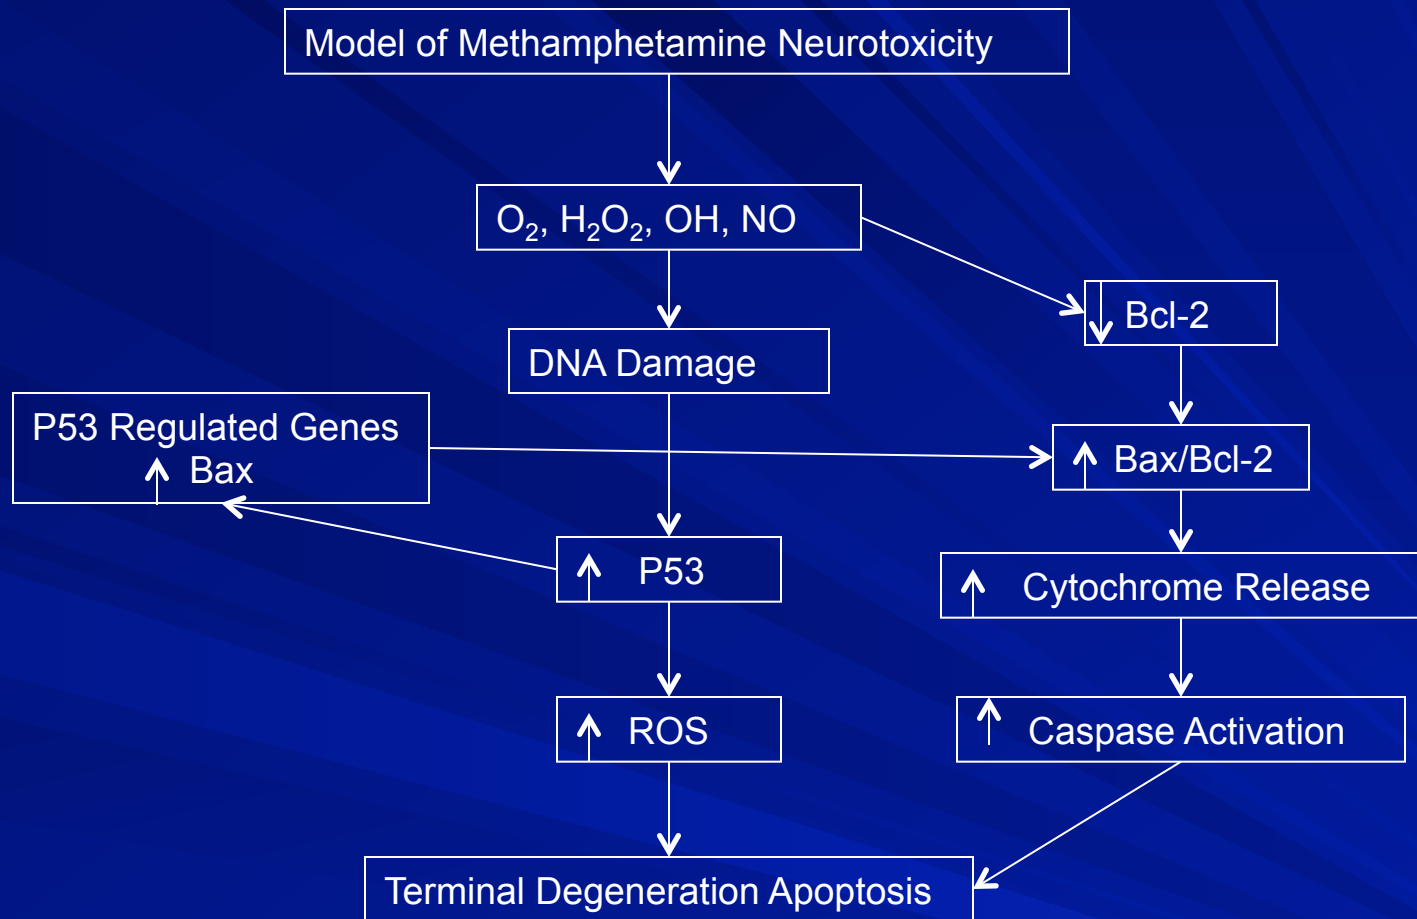 Model of Methamphetamine Neurotoxicity
O₂, H₂O₂, OH, NO
Bcl-2
DNA Damage
P53 Regulated Genes
Bax
Bax/Bcl-2
P53
Cytochrome Release
ROS
Caspase Activation
Terminal Degeneration Apoptosis